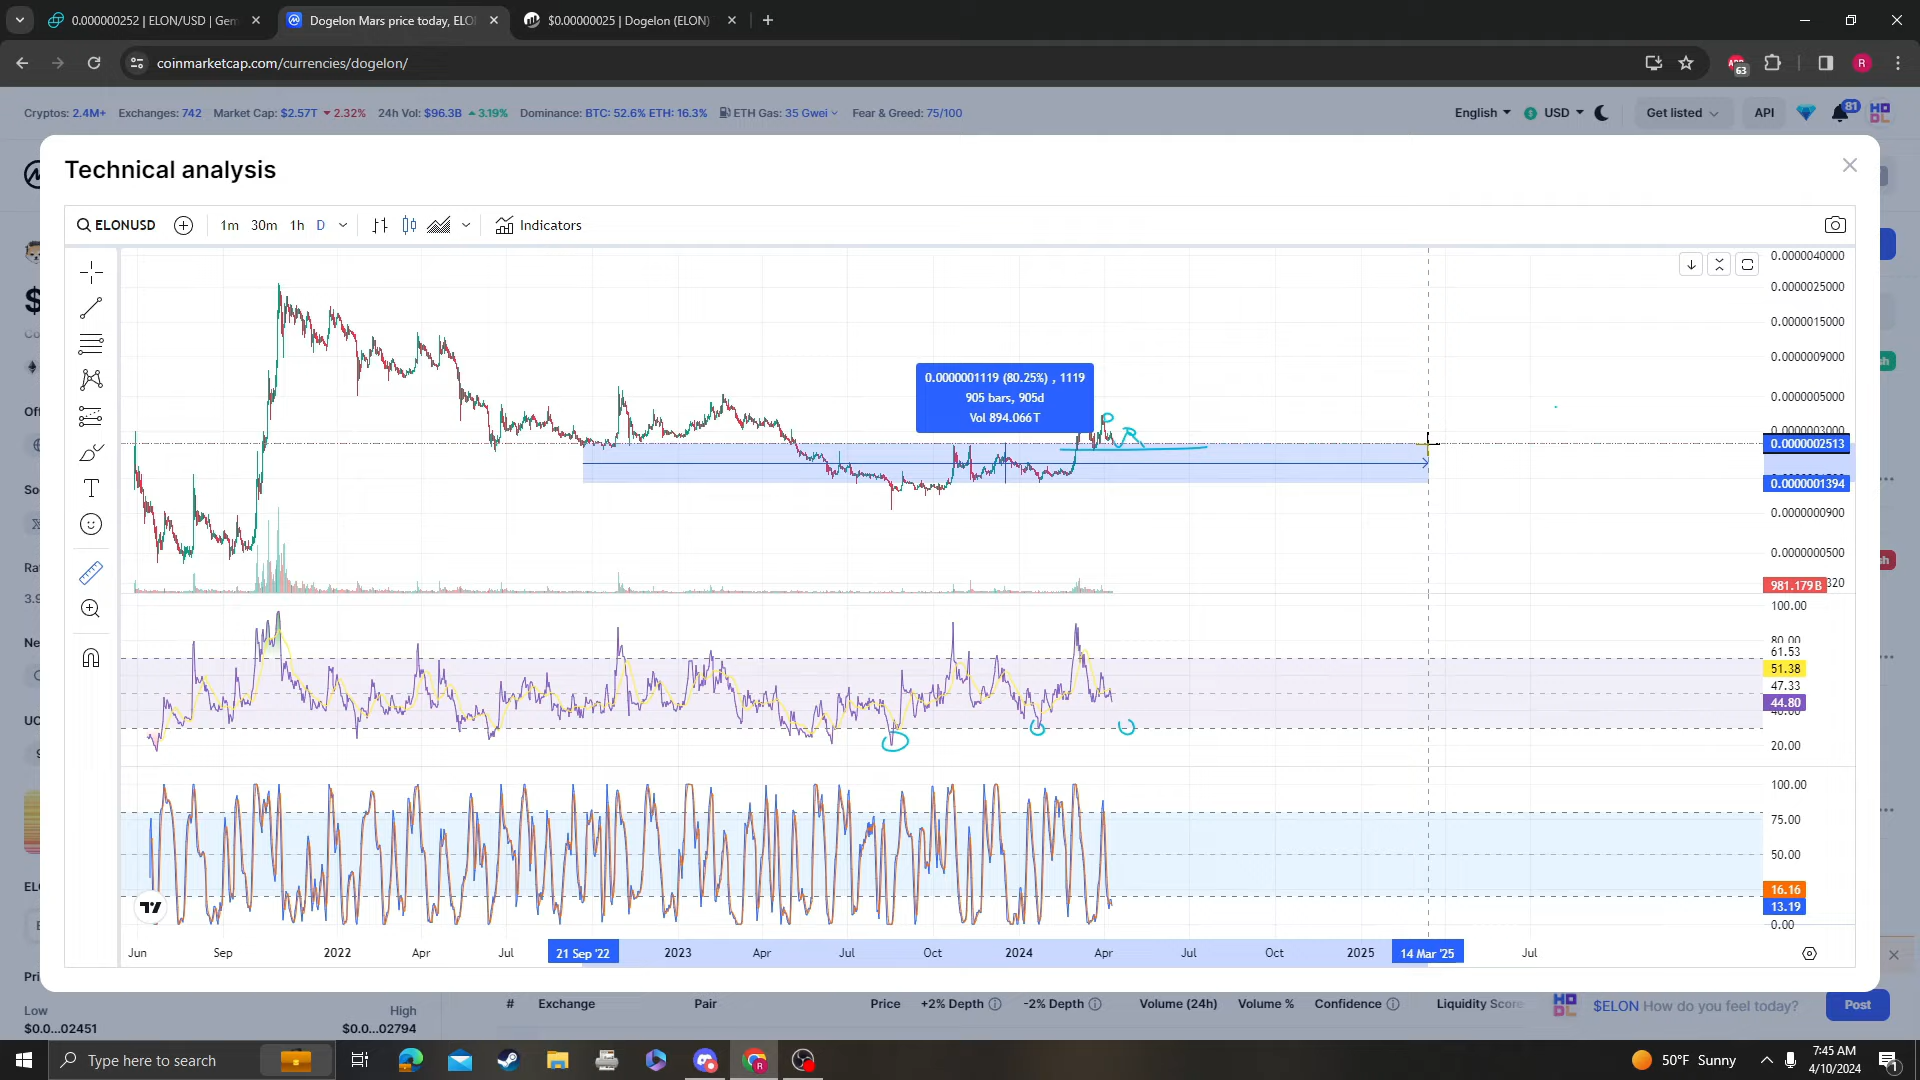 0.000000252 | ELON/USD | Gem
Dogelon Mars price today, ELO
$0.00000025 | Dogelon (ELON)
coinmarketcap.com/currencies/dogelon/
63
R
Cryptos: 2.4M+ Exchanges: 742 Market Cap: $2.57T 2.32% 24h Vol: $96.3B 3.19% Dominance: BTC: 52.6% ETH: 16.3% ETH Gas: 35 Gwei Fear & Greed: 75/100
English USD Get listed API 81
Technical analysis
ELONUSD 1m 30m 1h D Indicators
0.0000040000
0.0000025000
0.0000015000
0.0000009000
0.0000001119 (80.25%) , 1119
905 bars, 905d
Vol 894.066T
0.0000005000
0.0000003000
0.0000002513
0.0000001394
0.0000000900
0.0000000500
981.179B
100.00
80.00
61.53
51.38
47.33
44.80
20.00
100.00
75.00
50.00
16.16
13.19
0.00
Jun Sep 2022 Apr Jul 21 Sep '22 2023 Apr Jul Oct 2024 Apr Jul Oct 2025 14 Mar '25 Jul
Low High
$0.0...02451 $0.0...02794
# Exchange Pair Price +2% Depth -2% Depth Volume (24h) Volume % Confidence Liquidity Score
$ELON How do you feel today? Post
Type here to search
50°F Sunny
7:45 AM
4/10/2024
1